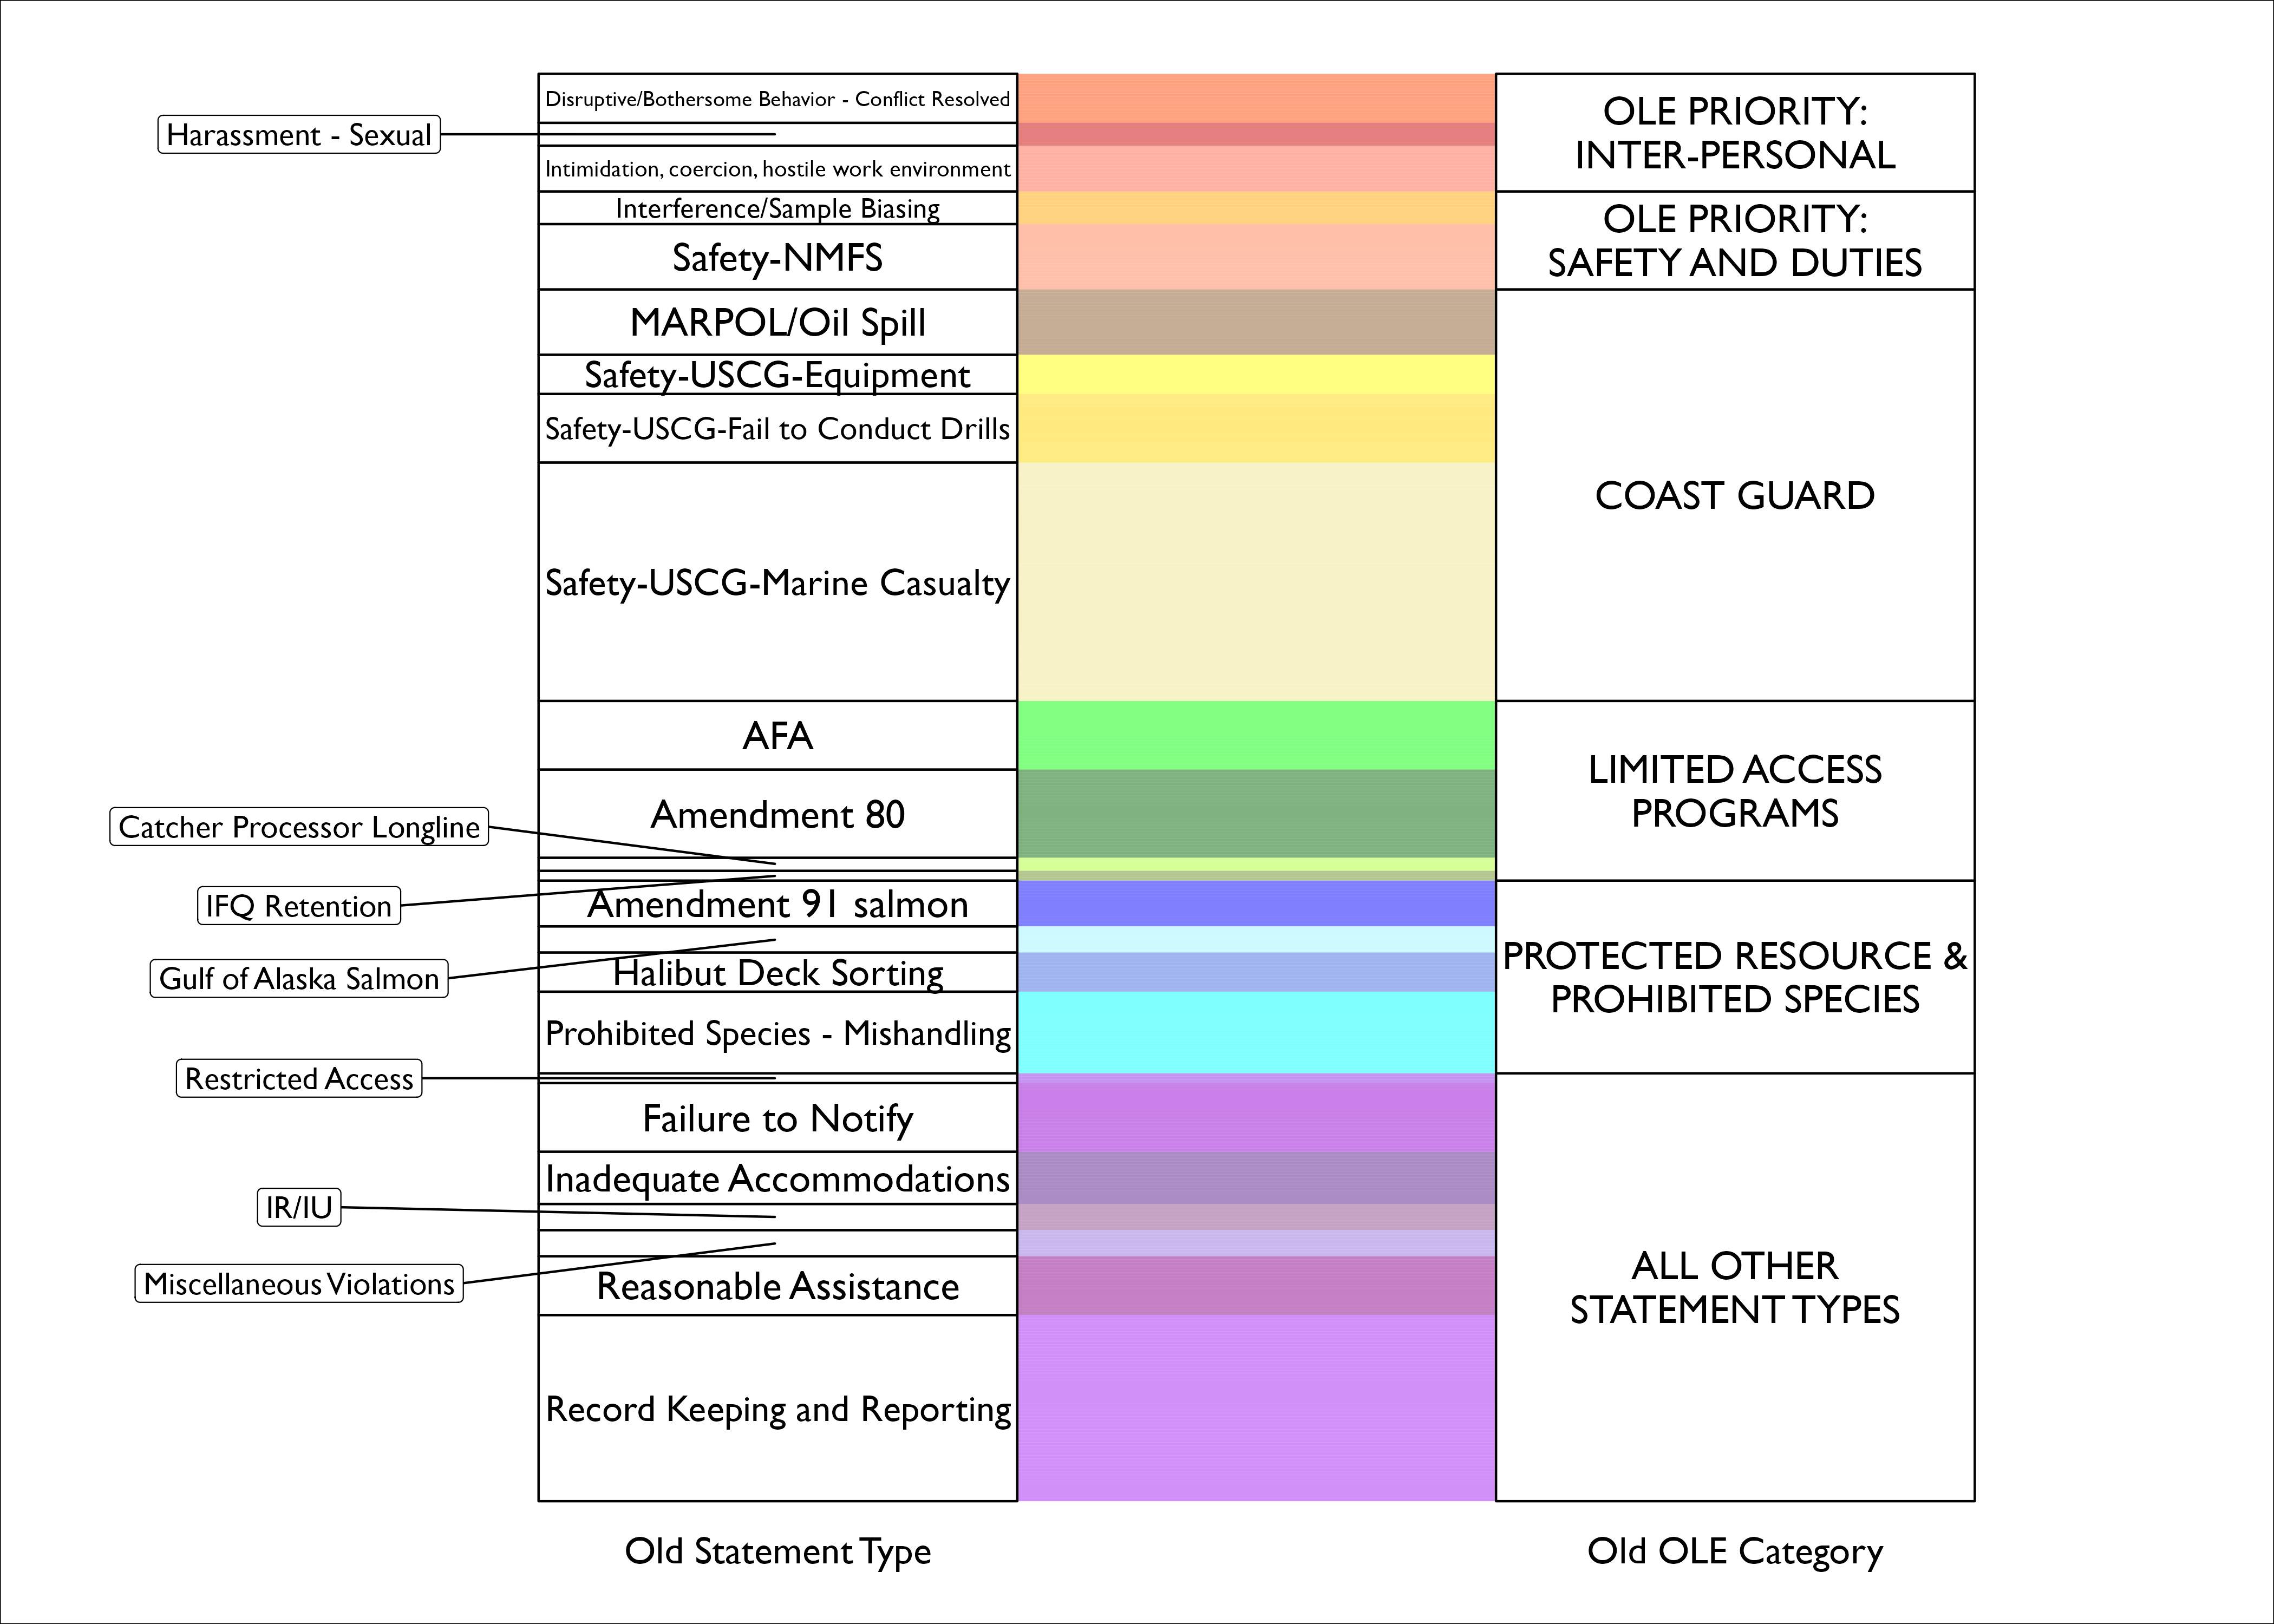 Disruptive/Bothersome Behavior - Conflict Resolved
Harassment - Sexual
Intimidation, coercion, hostile work environment
Interference/Sample Biasing
Safety-NMFS
MARPOL/Oil Spill
Safety-USCG-Equipment
Safety-USCG-Fail to Conduct Drills
Safety-USCG-Marine Casualty
AFA
Amendment 80
Catcher Processor Longline
IFQ Retention
Amendment 91 salmon
Gulf of Alaska Salmon
Halibut Deck Sorting
Prohibited Species - Mishandling
Restricted Access
Failure to Notify
Inadequate Accommodations
IR/IU
Miscellaneous Violations
Reasonable Assistance
Record Keeping and Reporting
Old Statement Type
OLE PRIORITY:
INTER-PERSONAL
OLE PRIORITY:
SAFETY AND DUTIES
COAST GUARD
LIMITED ACCESS
PROGRAMS
PROTECTED RESOURCE &
PROHIBITED SPECIES
ALL OTHER
STATEMENT TYPES
Old OLE Category